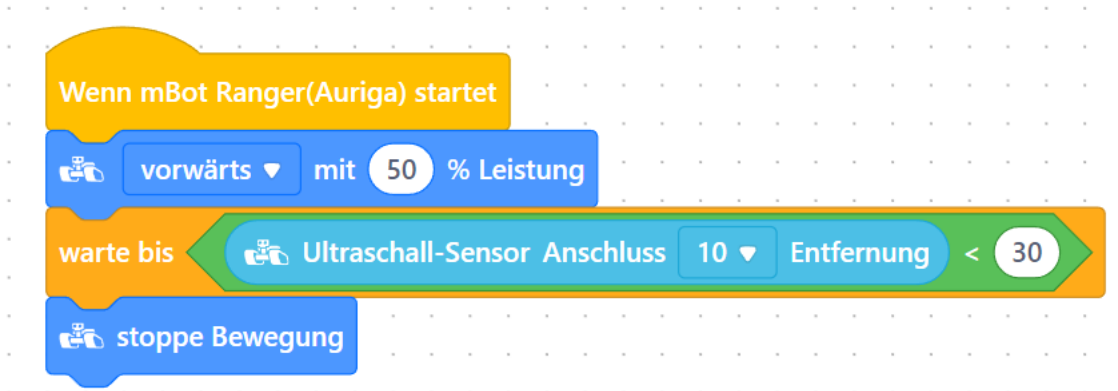 Wenn mBot Ranger(Auriga) startet
vorwärts mit 50 % Leistung
warte bis Ultraschall-Sensor Anschluss 10 Entfernung < 30
stoppe Bewegung